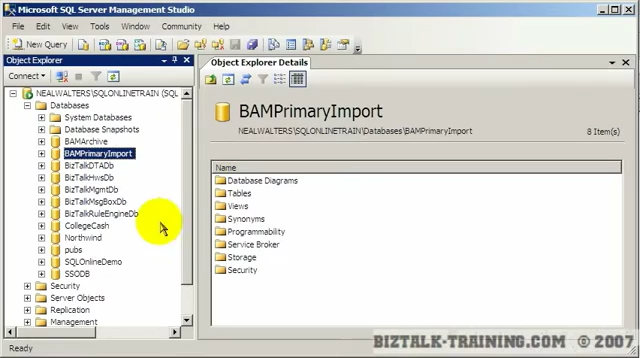 Microsoft SQL Server Management Studio
File Edit View Tools Window Community Help
New Query
Object Explorer
Connect
NEALWALTERS\SQLONLINETRAIN (SQL
Databases
System Databases
Database Snapshots
BAMArchive
BAMPrimaryImport
BizTalkDTADb
BizTalkHwsDb
BizTalkMgmtDb
BizTalkMsgBoxDb
BizTalkRuleEngineDb
CollegeCash
Northwind
pubs
SQLOnlineDemo
SSODB
Security
Server Objects
Replication
Management
Object Explorer Details
BAMPrimaryImport
NEALWALTERS\SQLONLINETRAIN\Databases\BAMPrimaryImport 8 Item(s)
Name
Database Diagrams
Tables
Views
Synonyms
Programmability
Service Broker
Storage
Security
Ready
BIZTALK-TRAINING.COM © 2007